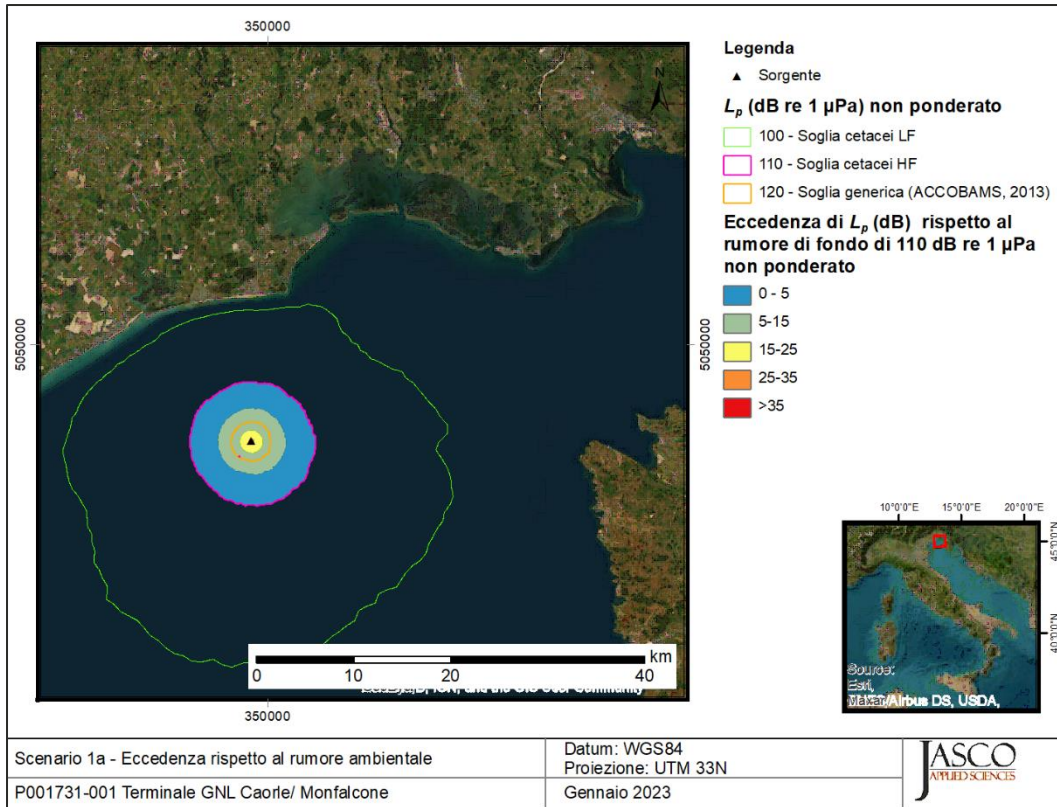 350000
5050000
5050000
N
km
0 10 20 40
350000
Legenda
Sorgente
Lp (dB re 1 µPa) non ponderato
100 - Soglia cetacei LF
110 - Soglia cetacei HF
120 - Soglia generica (ACCOBAMS, 2013)
Eccedenza di Lp (dB) rispetto al
rumore di fondo di 110 dB re 1 µPa
non ponderato
0 - 5
5-15
15-25
25-35
>35
10°0'0"E 15°0'0"E 20°0'0"E
45°0'0"N
40°0'0"N
Source:
Esri,
Maxar,
/Airbus DS, USDA,
and the GIS User Community
Scenario 1a - Eccedenza rispetto al rumore ambientale
P001731-001 Terminale GNL Caorle/ Monfalcone
Datum: WGS84
Proiezione: UTM 33N
Gennaio 2023
JASCO
APPLIED SCIENCES